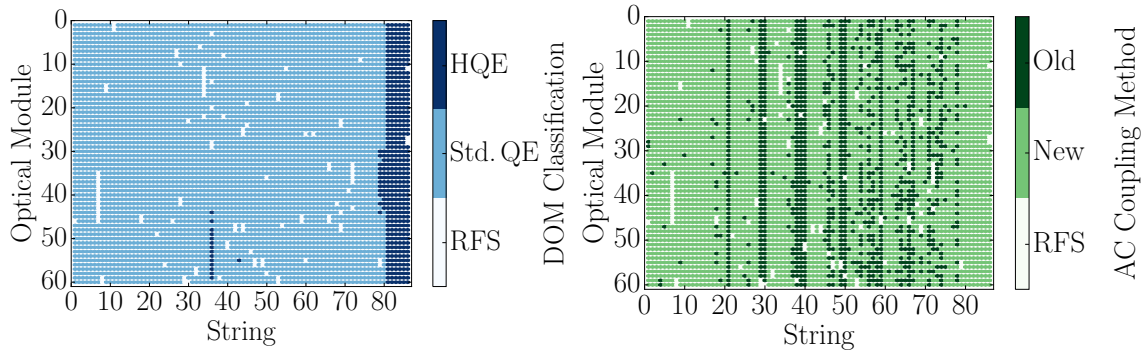 0
10
20
30
40
50
60
0 10 20 30 40 50 60 70 80
String
Optical Module
HQE
Std. QE
RFS
DOM Classification
0
10
20
30
40
50
60
0 10 20 30 40 50 60 70 80
String
Optical Module
Old
New
RFS
AC Coupling Method